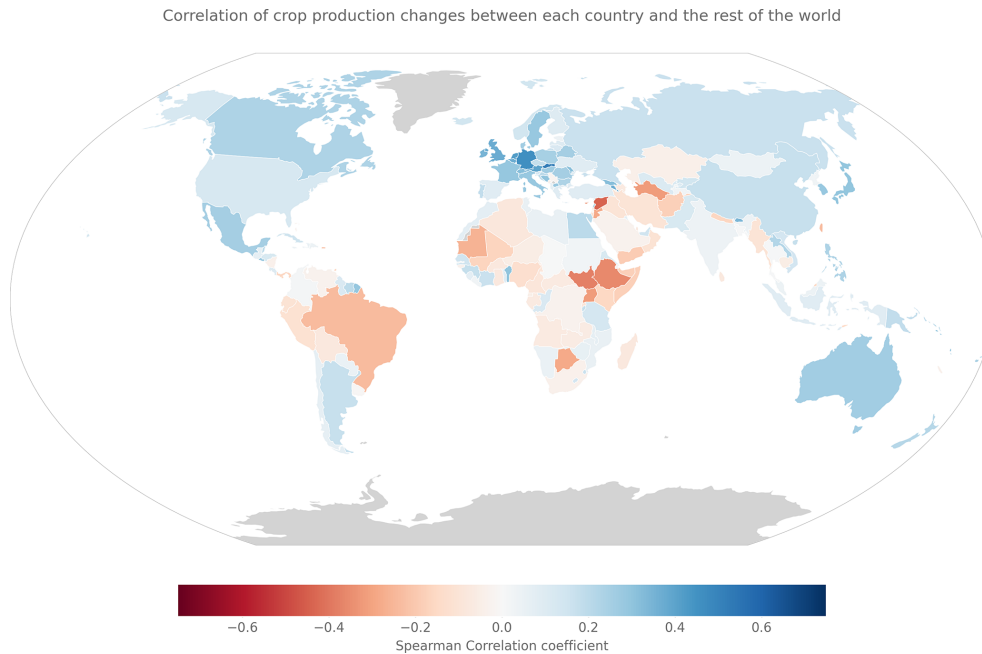 Correlation of crop production changes between each country and the rest of the world
−0.6 −0.4 −0.2 0.0 0.2 0.4 0.6
Spearman Correlation coefficient